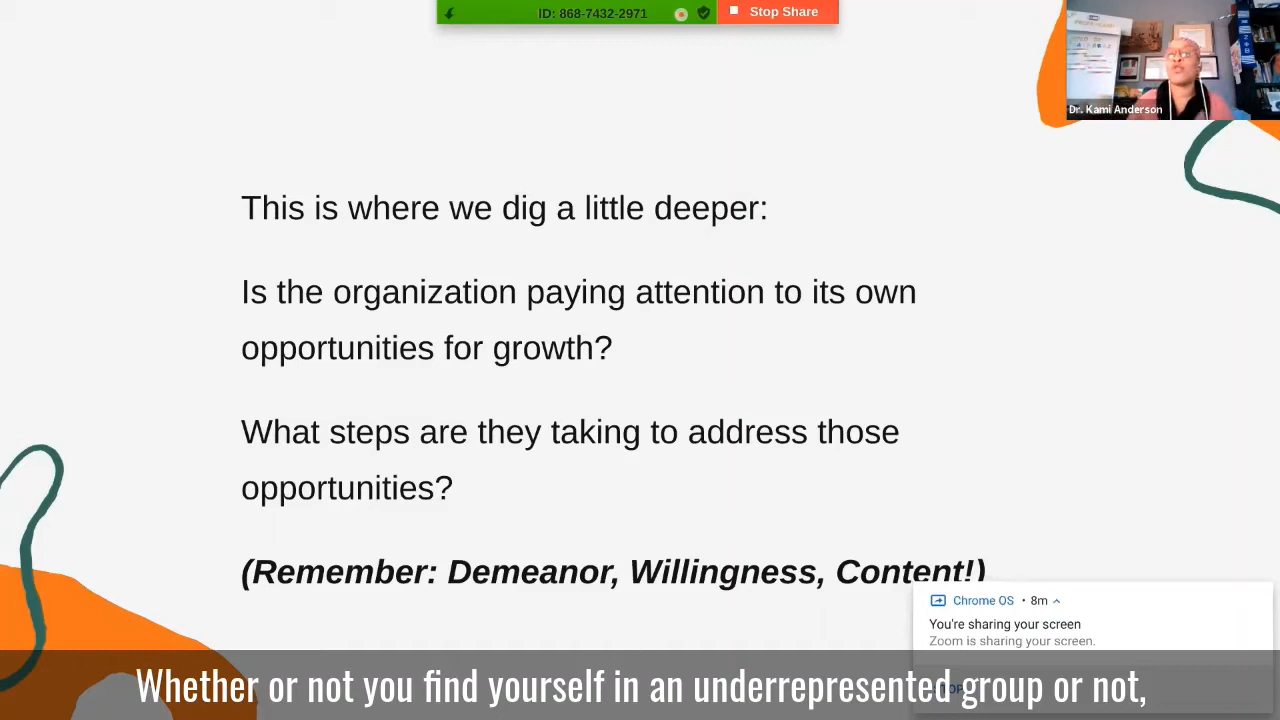 ID: 868-7432-2971
Stop Share
Dr. Kami Anderson
This is where we dig a little deeper:
Is the organization paying attention to its own
opportunities for growth?
What steps are they taking to address those
opportunities?
(Remember: Demeanor, Willingness, Content!)
Chrome OS • 8m
You're sharing your screen
Zoom is sharing your screen.
Whether or not you find yourself in an underrepresented group or not,